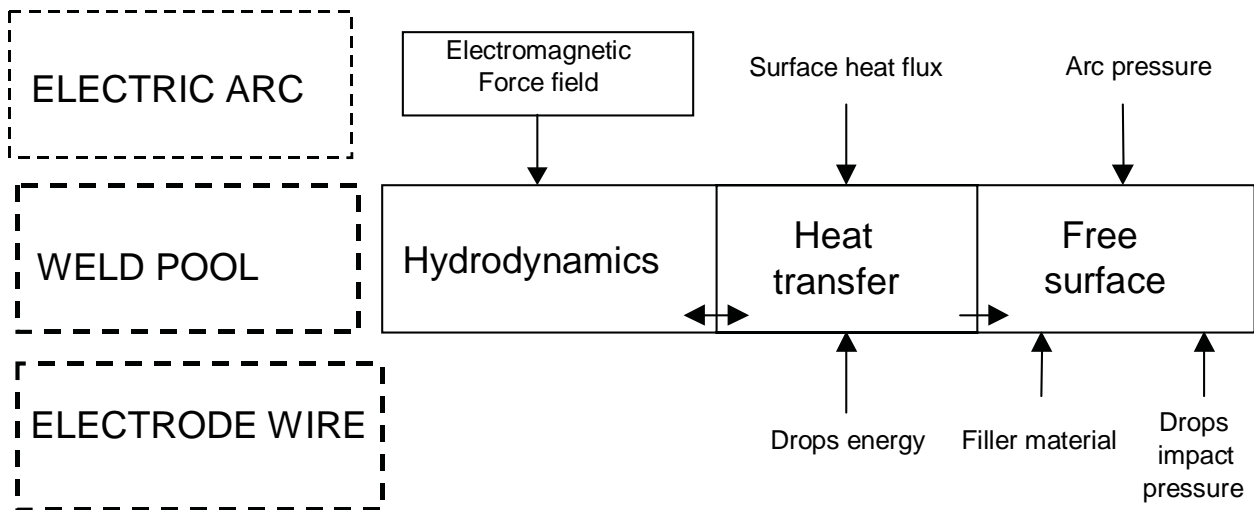 ELECTRIC ARC
Electromagnetic
Force field
Surface heat flux
Arc pressure
WELD POOL
Hydrodynamics
Heat
transfer
Free
surface
ELECTRODE WIRE
Drops energy
Filler material
Drops
impact
pressure